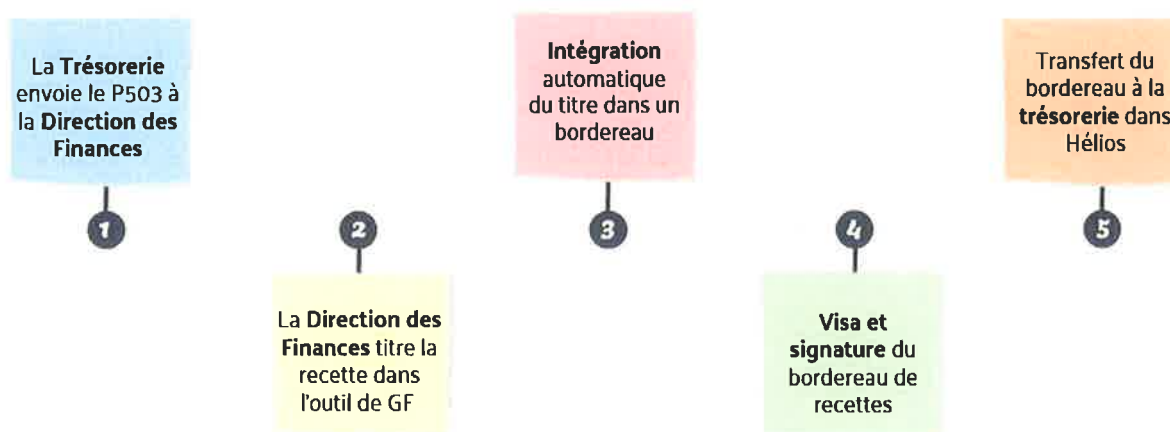 La Trésorerie
envoie le P503 à
la Direction des
Finances
1
2
La Direction des
Finances titre la
recette dans
l'outil de GF
Intégration
automatique
du titre dans un
bordereau
3
4
Visa et
signature du
bordereau de
recettes
Transfert du
bordereau à la
trésorerie dans
Hélios
5